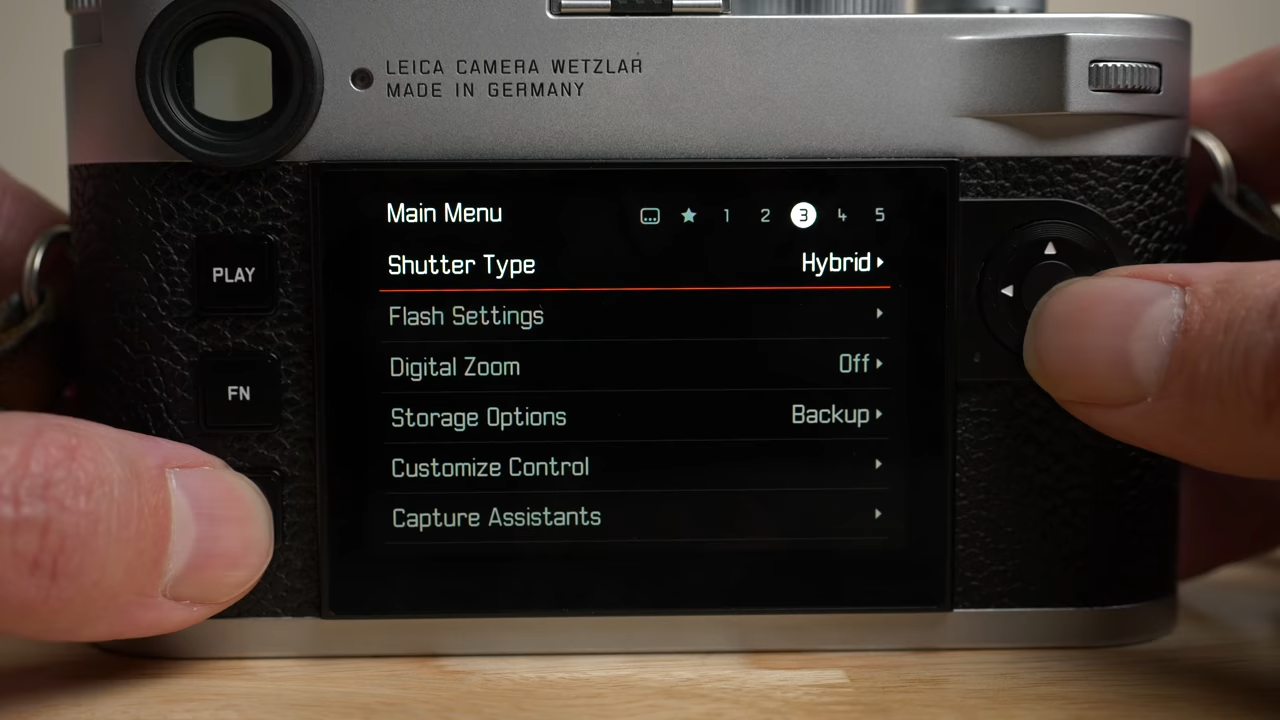 LEICA CAMERA WETZLAR
MADE IN GERMANY
Main Menu 1 2 3 4 5
Shutter Type Hybrid
Flash Settings
Digital Zoom Off
Storage Options Backup
Customize Control
Capture Assistants
PLAY
FN